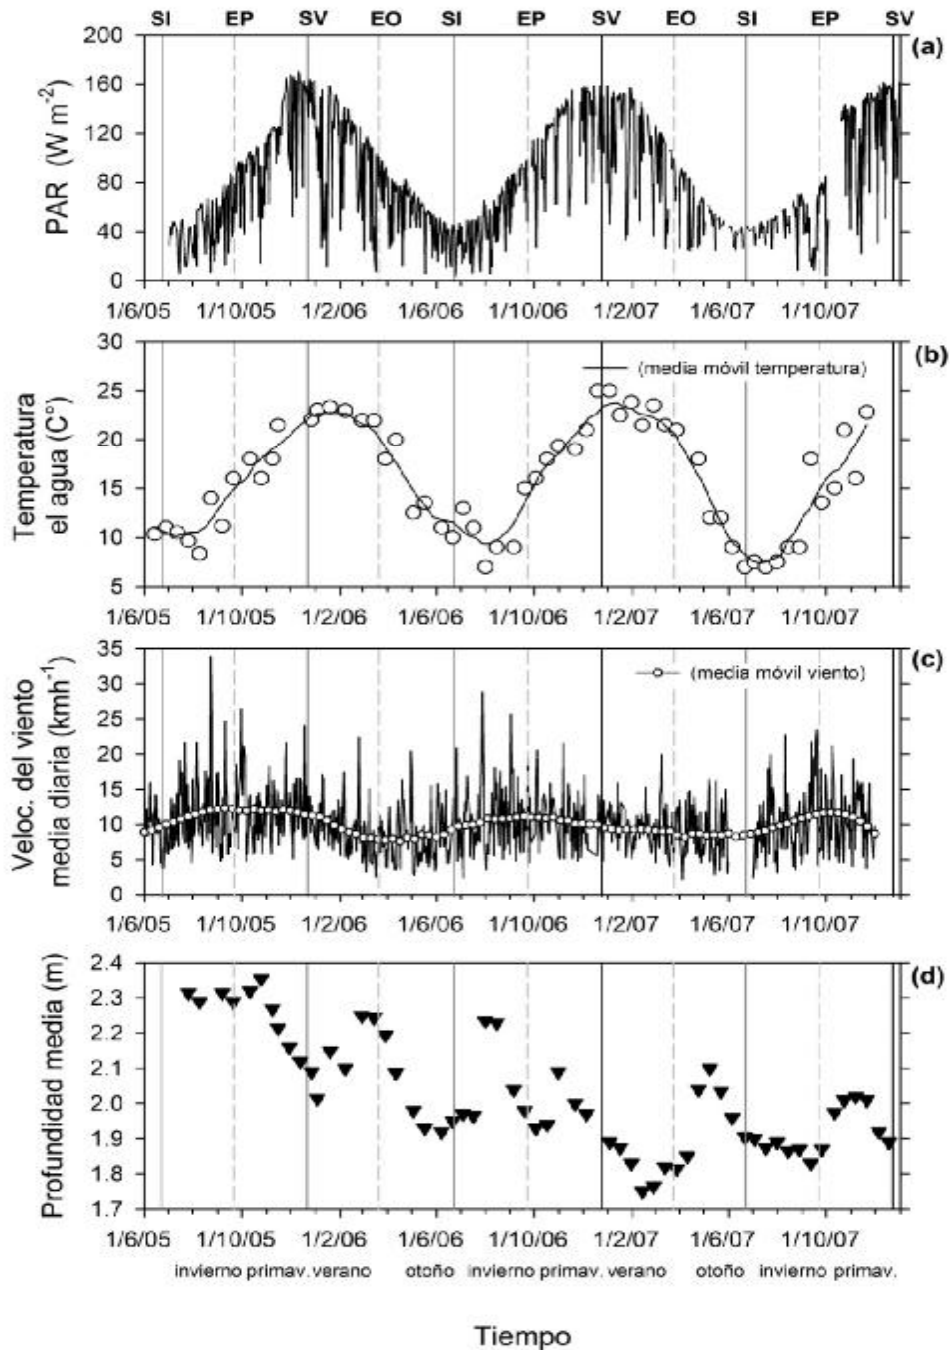 SI EP SV EO SI EP SV EO SI EP SV
(a)
PAR (W m-2)
200
160
120
80
40
0
1/6/05 1/10/05 1/2/06 1/6/06 1/10/06 1/2/07 1/6/07 1/10/07
(b)
Temperatura
el agua (C°)
(media móvil temperatura)
30
25
20
15
10
5
1/6/05 1/10/05 1/2/06 1/6/06 1/10/06 1/2/07 1/6/07 1/10/07
(c)
Veloc. del viento
media diaria (kmh-1)
(media móvil viento)
35
30
25
20
15
10
5
0
1/6/05 1/10/05 1/2/06 1/6/06 1/10/06 1/2/07 1/6/07 1/10/07
(d)
Profundidad media (m)
2.4
2.3
2.2
2.1
2.0
1.9
1.8
1.7
1/6/05 1/10/05 1/2/06 1/6/06 1/10/06 1/2/07 1/6/07 1/10/07
invierno primav. verano otoño invierno primav. verano otoño invierno primav.
Tiempo